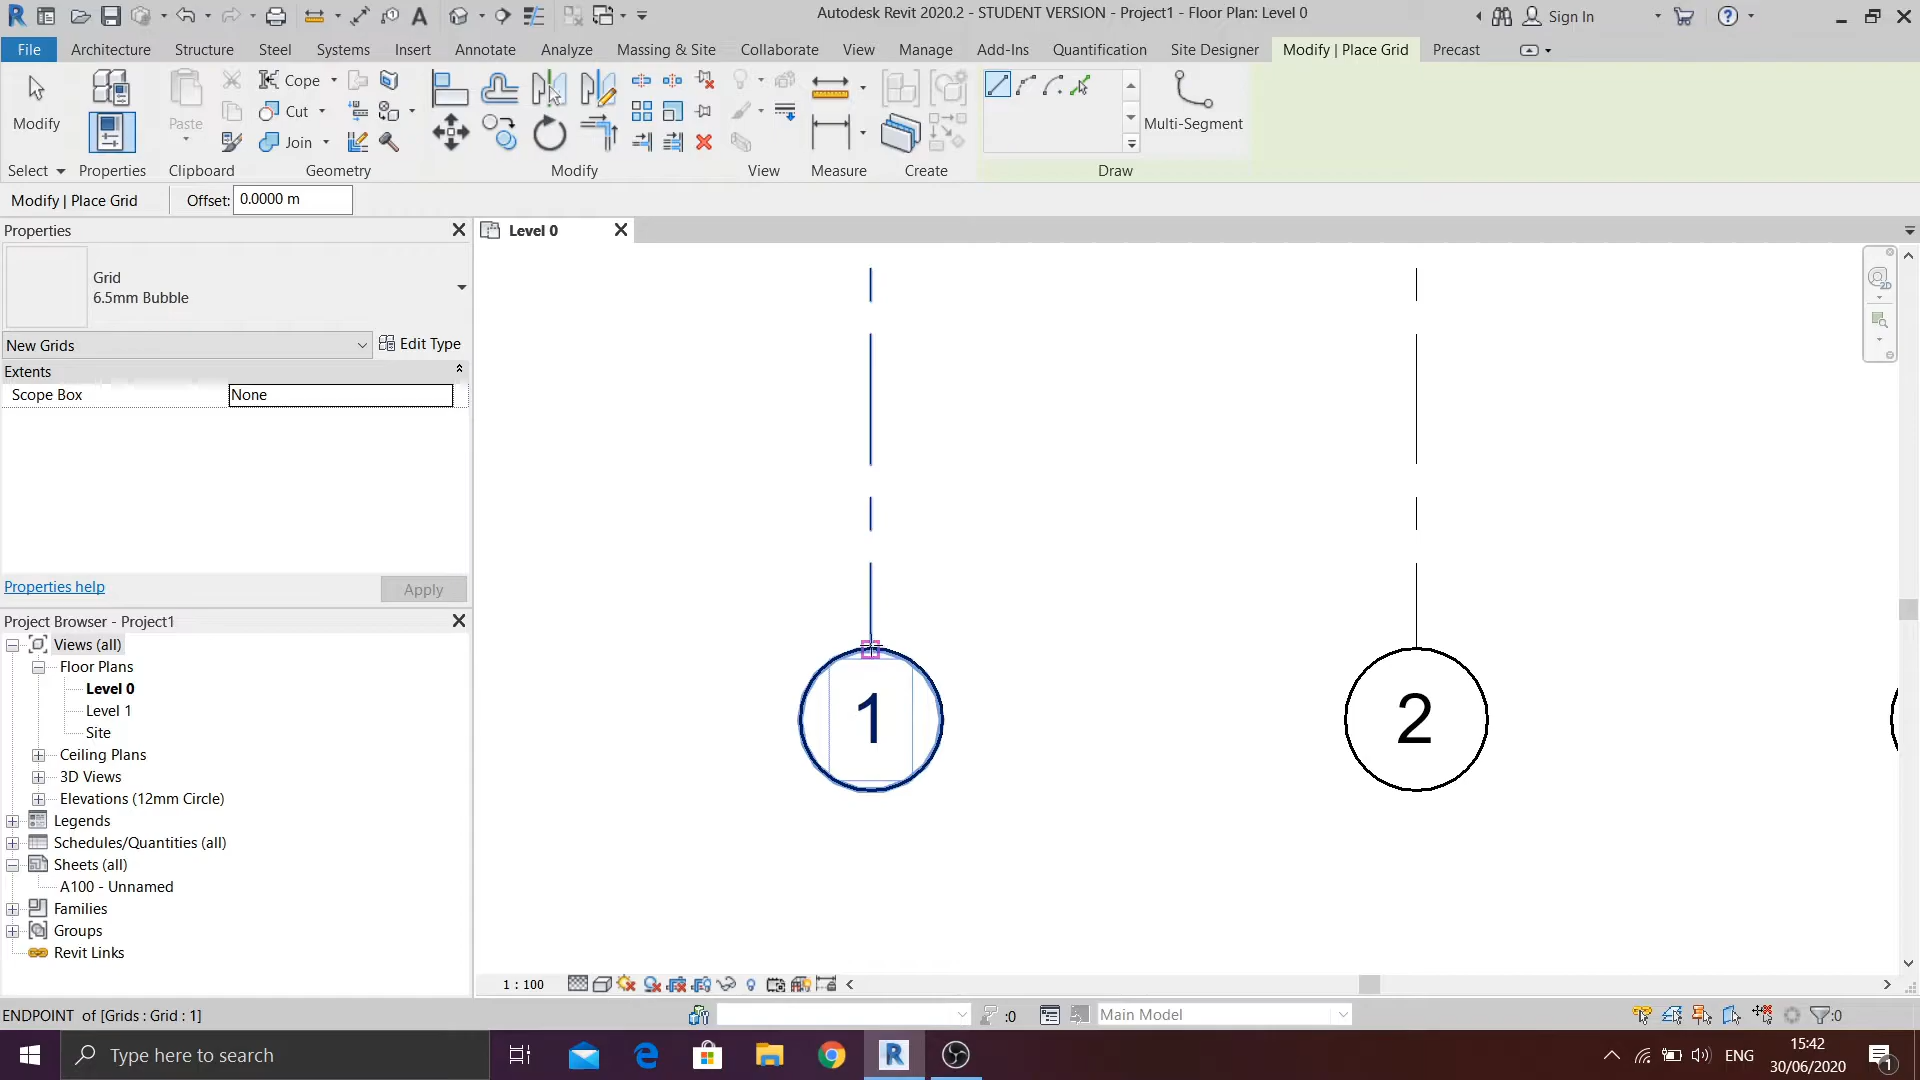 Autodesk Revit 2020.2 - STUDENT VERSION - Project1 - Floor Plan: Level 0
Sign In
File Architecture Structure Steel Systems Insert Annotate Analyze Massing & Site Collaborate View Manage Add-Ins Quantification Site Designer Modify | Place Grid Precast
Modify
Paste
Cope
Cut
Join
Multi-Segment
Select Properties Clipboard Geometry Modify View Measure Create Draw
Modify | Place Grid Offset: 0.0000 m
Properties
Level 0
Grid
6.5mm Bubble
New Grids Edit Type
Extents
Scope Box None
Properties help Apply
Project Browser - Project1
Views (all)
Floor Plans
Level 0
Level 1
Site
Ceiling Plans
3D Views
Elevations (12mm Circle)
Legends
Schedules/Quantities (all)
Sheets (all)
A100 - Unnamed
Families
Groups
Revit Links
2D
1 2
1 : 100
ENDPOINT of [Grids : Grid : 1] :0 Main Model :0
Type here to search
ENG
15:42
30/06/2020
1